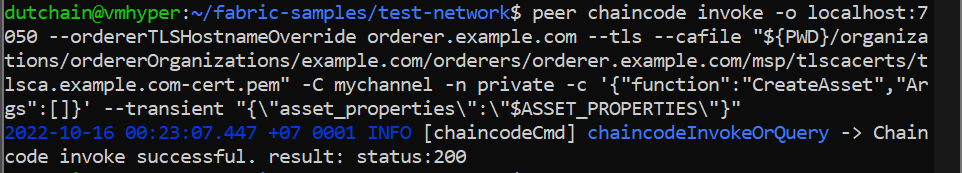 dutchain@vmhyper:~/fabric-samples/test-network$ peer chaincode invoke -o localhost:7
050 --ordererTLSHostnameOverride orderer.example.com --tls --cafile "${PWD}/organiza
tions/ordererOrganizations/example.com/orderers/orderer.example.com/msp/tlscacerts/t
lsca.example.com-cert.pem" -C mychannel -n private -c '{"function":"CreateAsset","Ar
gs":[]}' --transient "{\"asset_properties\":\"$ASSET_PROPERTIES\"}"
2022-10-16 00:23:07.447 +07 0001 INFO [chaincodeCmd] chaincodeInvokeOrQuery -> Chain
code invoke successful. result: status:200